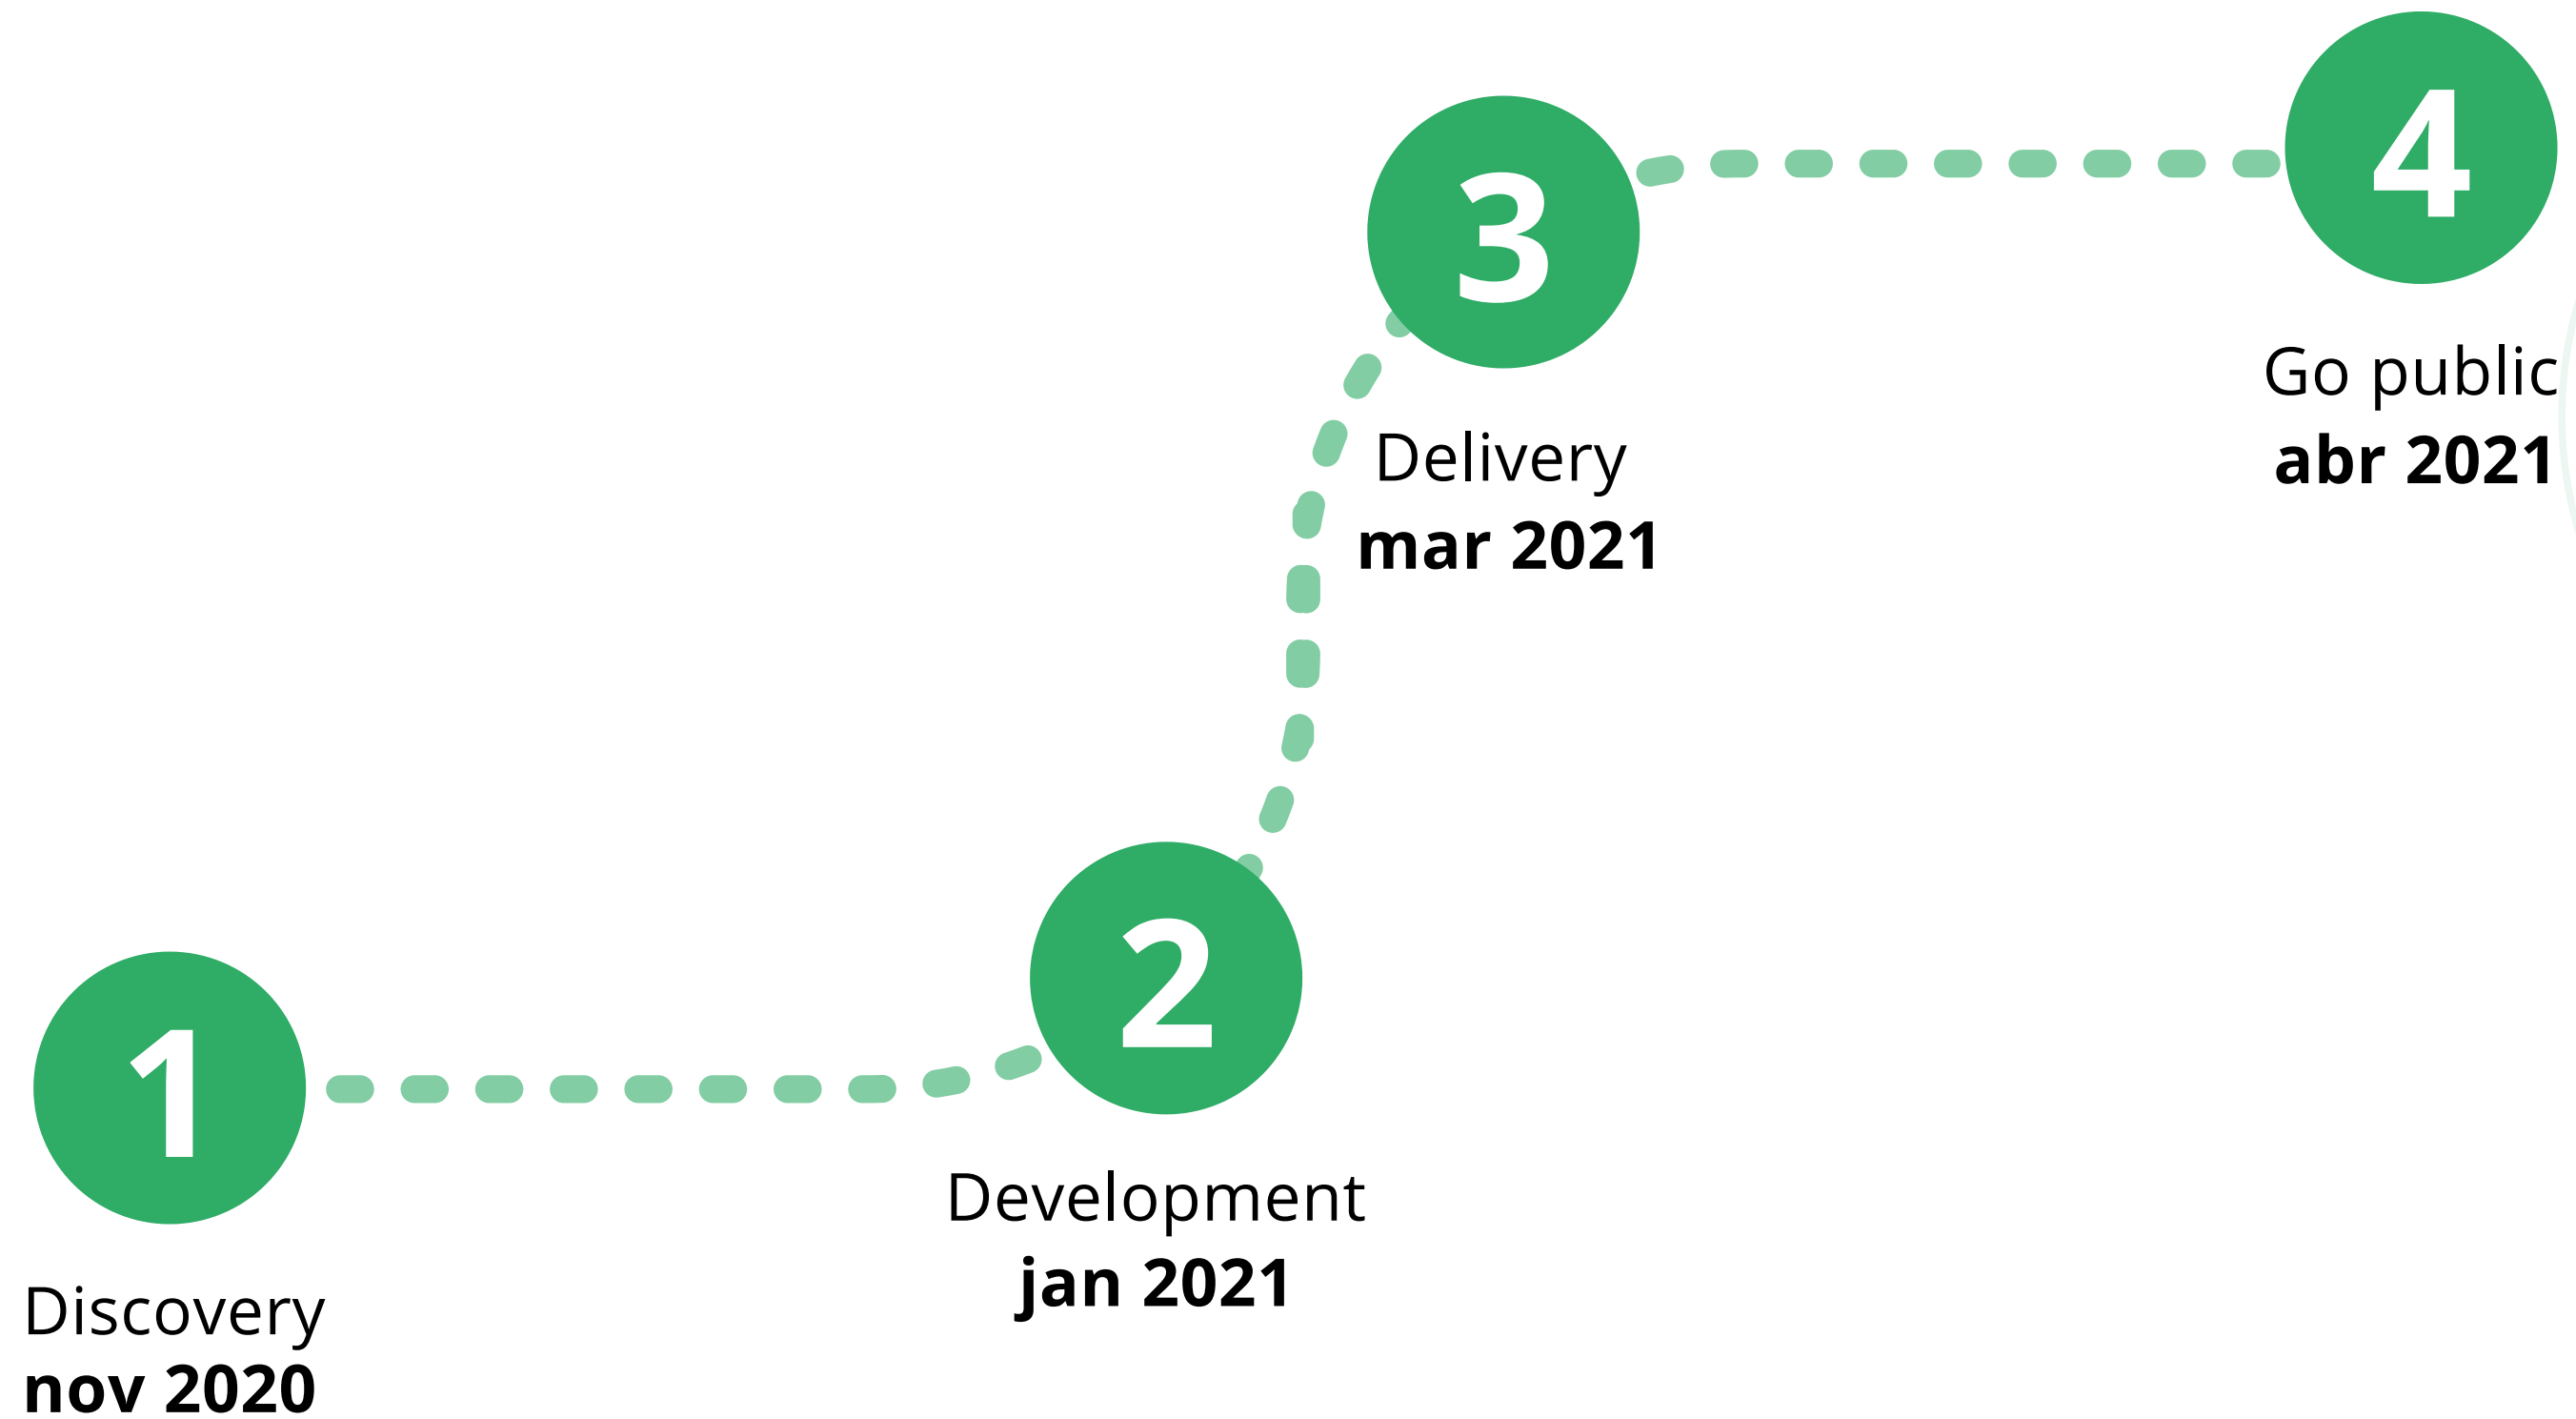 1
Discovery
nov 2020
2
Development
jan 2021
3
Delivery
mar 2021
4
Go public
abr 2021